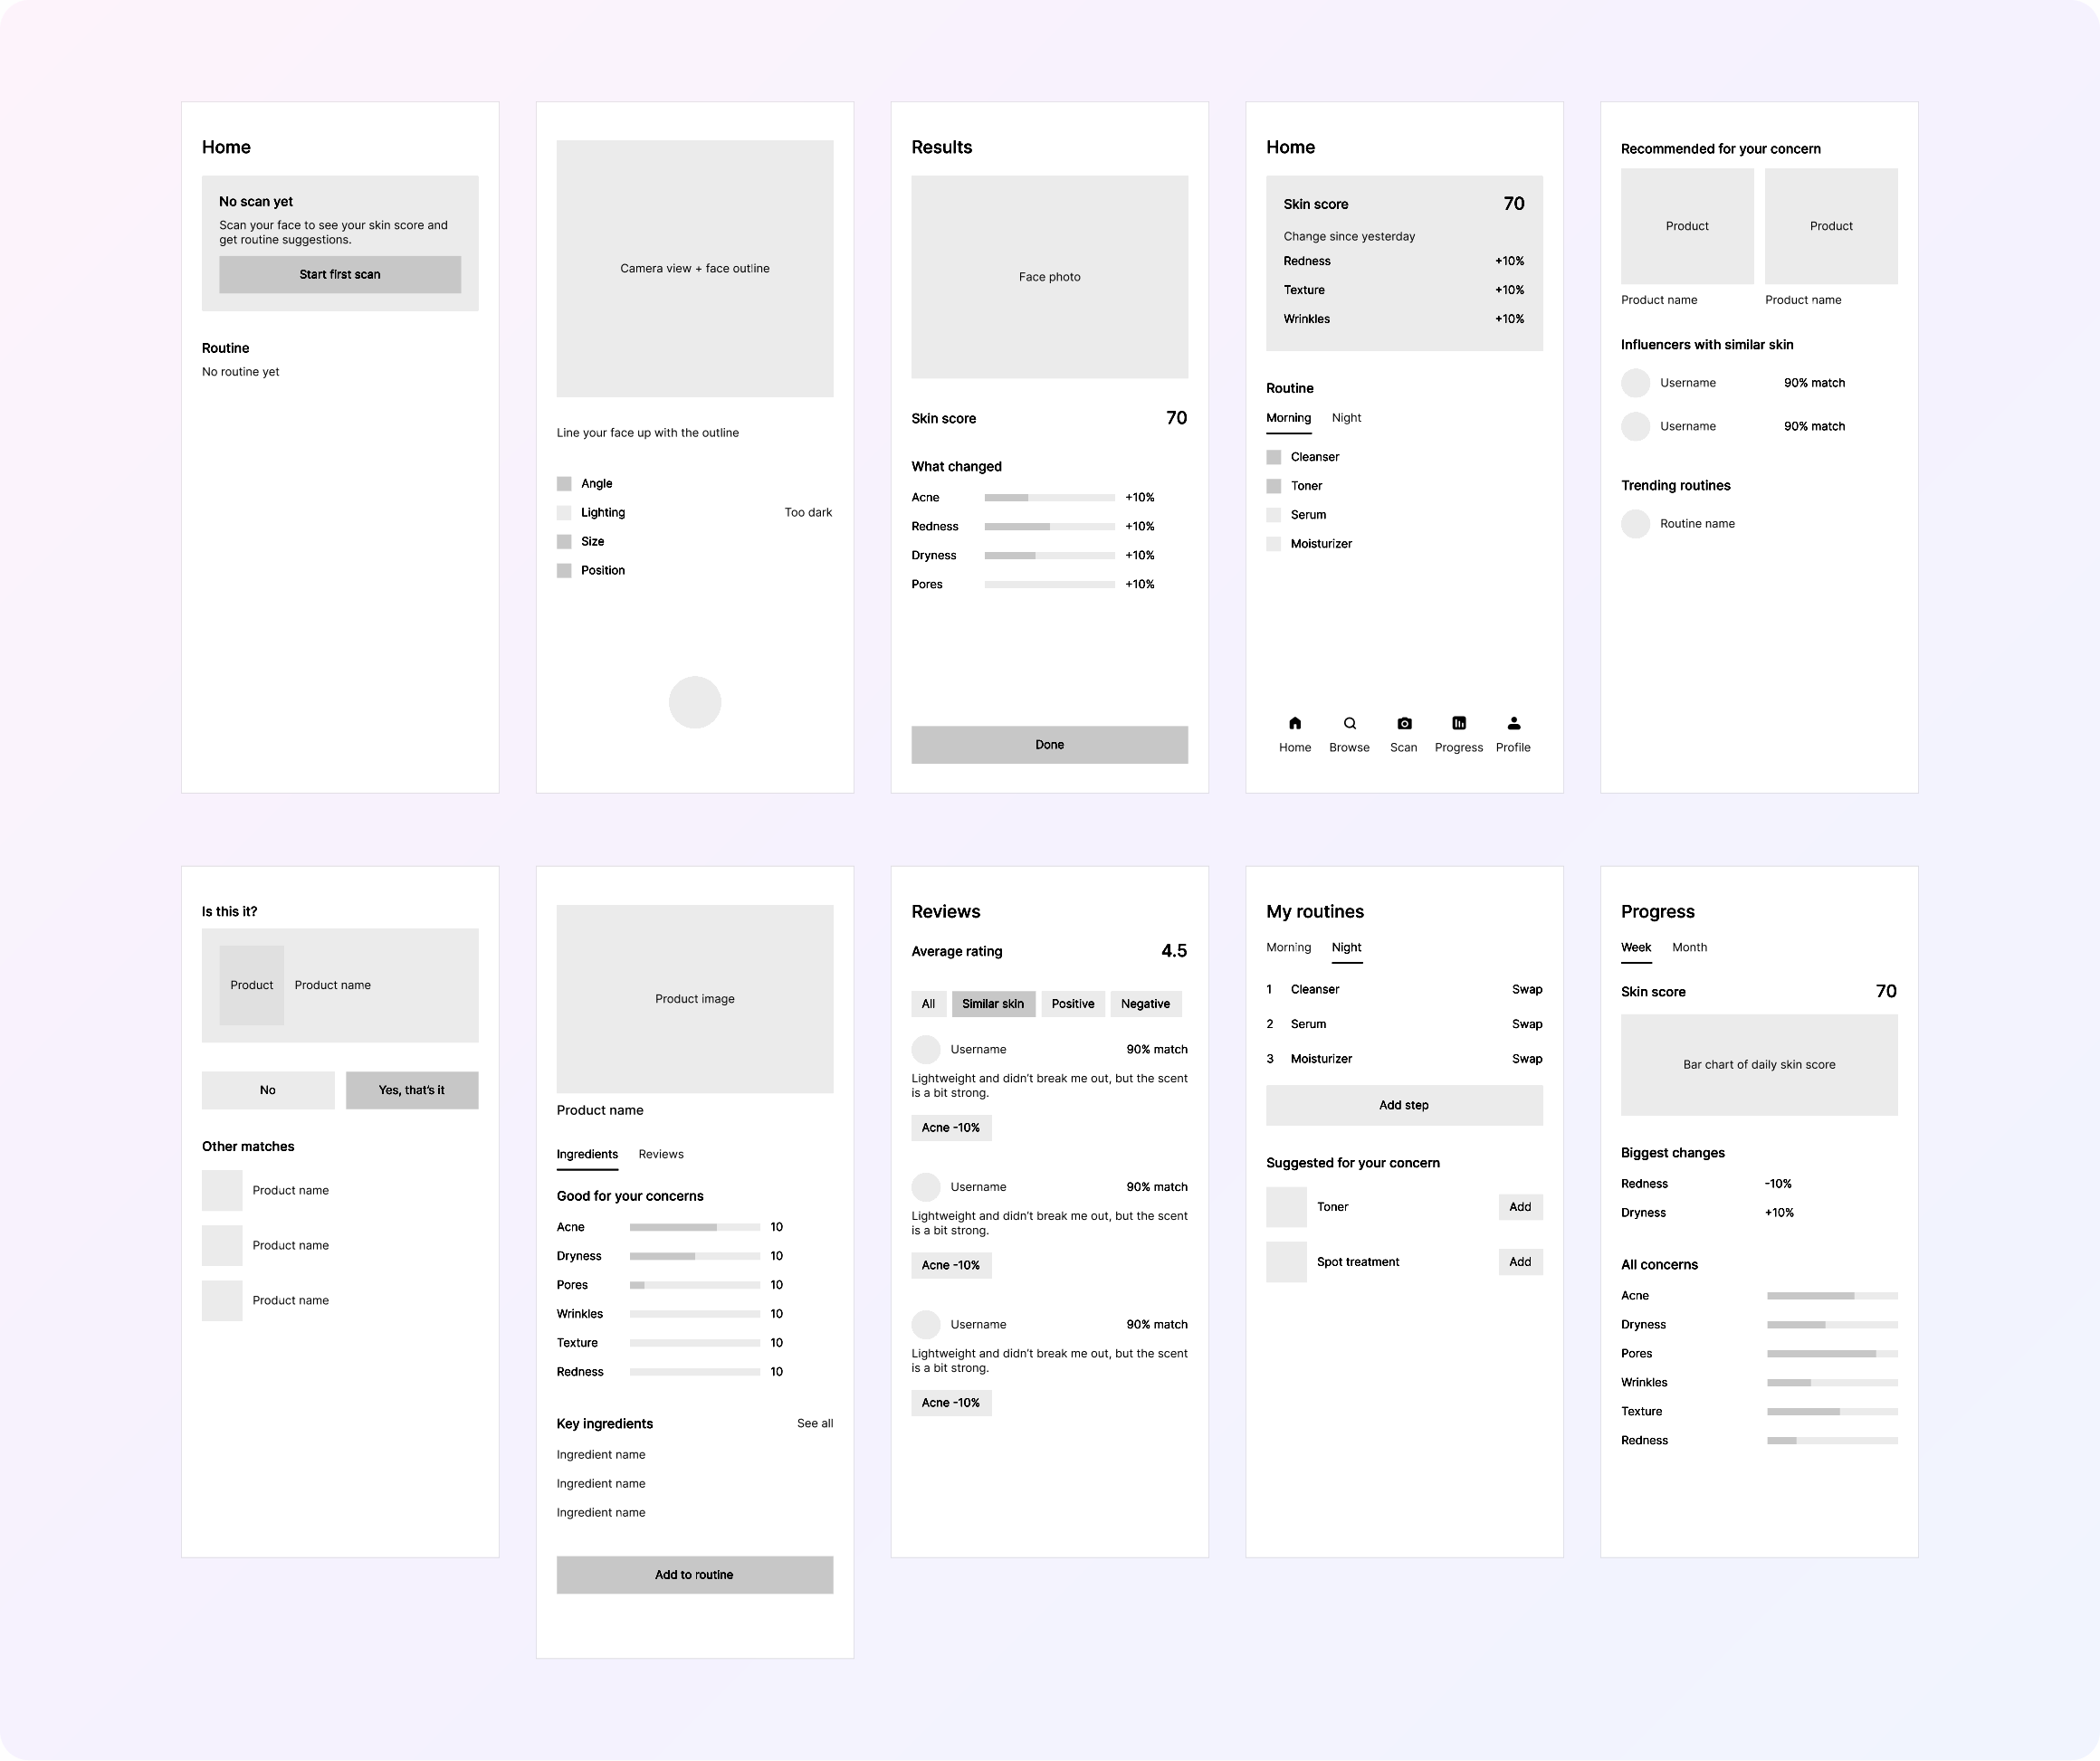 Home
No scan yet
Scan your face to see your skin score and
get routine suggestions.
Start first scan
Routine
No routine yet
Camera view + face outline
Line your face up with the outline
Angle
Lighting Too dark
Size
Position
Results
Face photo
Skin score 70
What changed
Acne +10%
Redness +10%
Dryness +10%
Pores +10%
Done
Home
Skin score 70
Change since yesterday
Redness +10%
Texture +10%
Wrinkles +10%
Routine
Morning Night
Cleanser
Toner
Serum
Moisturizer
Home Browse Scan Progress Profile
Recommended for your concern
Product Product
Product name Product name
Influencers with similar skin
Username 90% match
Username 90% match
Trending routines
Routine name
Is this it?
Product Product name
No Yes, that's it
Other matches
Product name
Product name
Product name
Product image
Product name
Ingredients Reviews
Good for your concerns
Acne 10
Dryness 10
Pores 10
Wrinkles 10
Texture 10
Redness 10
Key ingredients See all
Ingredient name
Ingredient name
Ingredient name
Add to routine
Reviews
Average rating 4.5
All Similar skin Positive Negative
Username 90% match
Lightweight and didn't break me out, but the scent
is a bit strong.
Acne -10%
Username 90% match
Lightweight and didn't break me out, but the scent
is a bit strong.
Acne -10%
Username 90% match
Lightweight and didn't break me out, but the scent
is a bit strong.
Acne -10%
My routines
Morning Night
1 Cleanser Swap
2 Serum Swap
3 Moisturizer Swap
Add step
Suggested for your concern
Toner Add
Spot treatment Add
Progress
Week Month
Skin score 70
Bar chart of daily skin score
Biggest changes
Redness -10%
Dryness +10%
All concerns
Acne
Dryness
Pores
Wrinkles
Texture
Redness